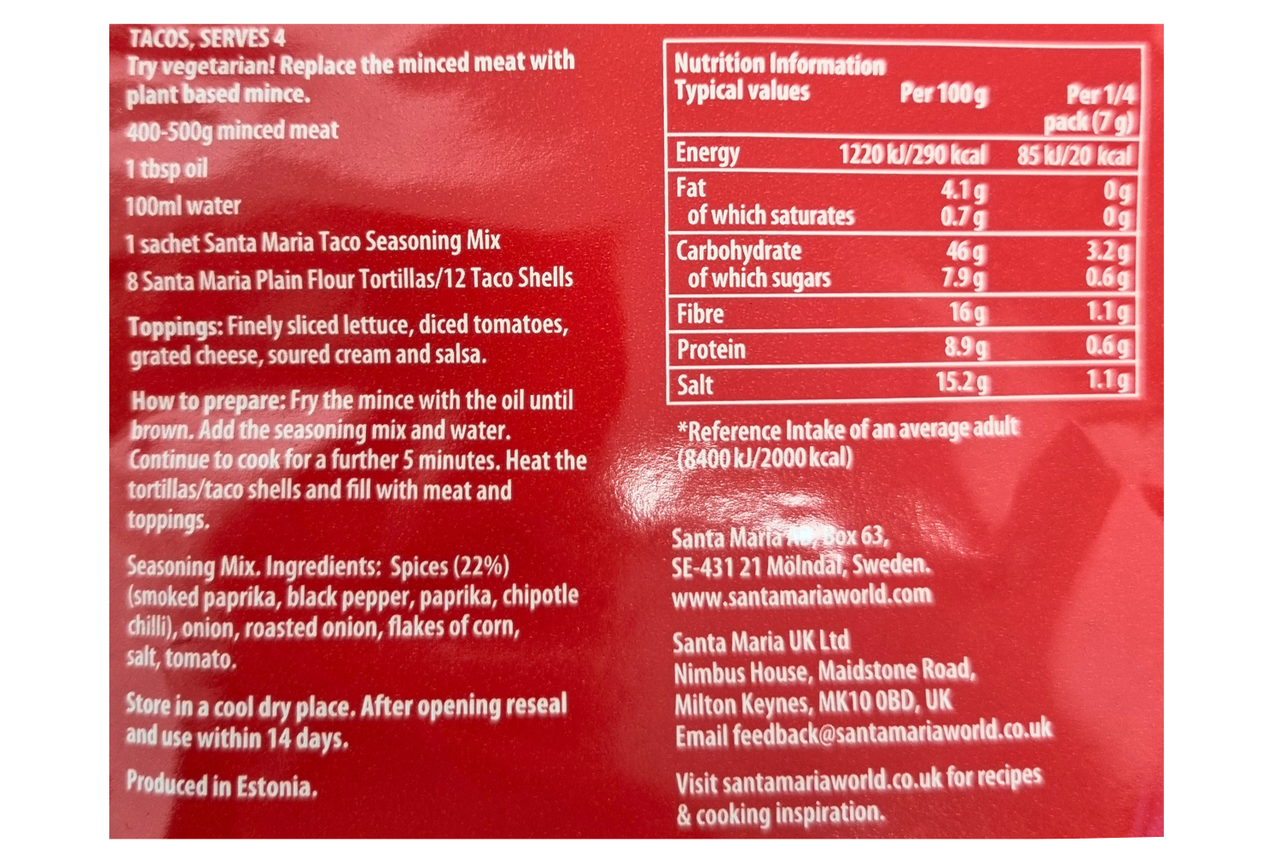 TACOS, SERVES 4
Try vegetarian! Replace the minced meat with
plant based mince.
400-500g minced meat
1 tbsp oil
100ml water
1 sachet Santa Maria Taco Seasoning Mix
8 Santa Maria Plain Flour Tortillas/12 Taco Shells
Toppings: Finely sliced lettuce, diced tomatoes,
grated cheese, soured cream and salsa.
How to prepare: Fry the mince with the oil until
brown. Add the seasoning mix and water.
Continue to cook for a further 5 minutes. Heat the
tortillas/taco shells and fill with meat and
toppings.
Seasoning Mix. Ingredients: Spices (22%)
(smoked paprika, black pepper, paprika, chipotle
chilli), onion, roasted onion, flakes of corn,
salt, tomato.
Store in a cool dry place. After opening reseal
and use within 14 days.
Produced in Estonia.
Nutrition Information
Typical values Per 100g Per 1/4
pack (7 g)
Energy 1220 kJ/290 kcal 85 kJ/20 kcal
Fat 4.1 g 0 g
of which saturates 0.7 g 0 g
Carbohydrate 46 g 3.2 g
of which sugars 7.9 g 0.6 g
Fibre 16 g 1.1 g
Protein 8.9 g 0.6 g
Salt 15.2 g 1.1 g
*Reference Intake of an average adult
(8400 kJ/2000 kcal)
Santa Maria AB, Box 63,
SE-431 21 Mölndal, Sweden.
www.santamariaworld.com
Santa Maria UK Ltd
Nimbus House, Maidstone Road,
Milton Keynes, MK10 0BD, UK
Email feedback@santamariaworld.co.uk
Visit santamariaworld.co.uk for recipes
& cooking inspiration.